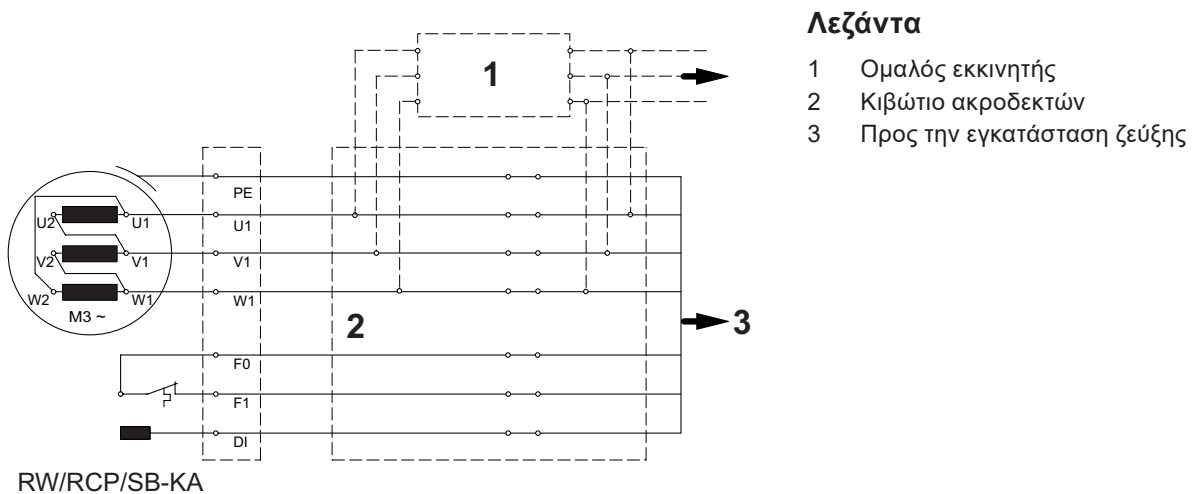 Λεζάντα
1 Ομαλός εκκινητής
2 Κιβώτιο ακροδεκτών
3 Προς την εγκατάσταση ζεύξης
1
PE
U2 U1 U1
V2 V1 V1
W2 W1 W1
M3 ~
2
3
F0
F1
DI
RW/RCP/SB-KA